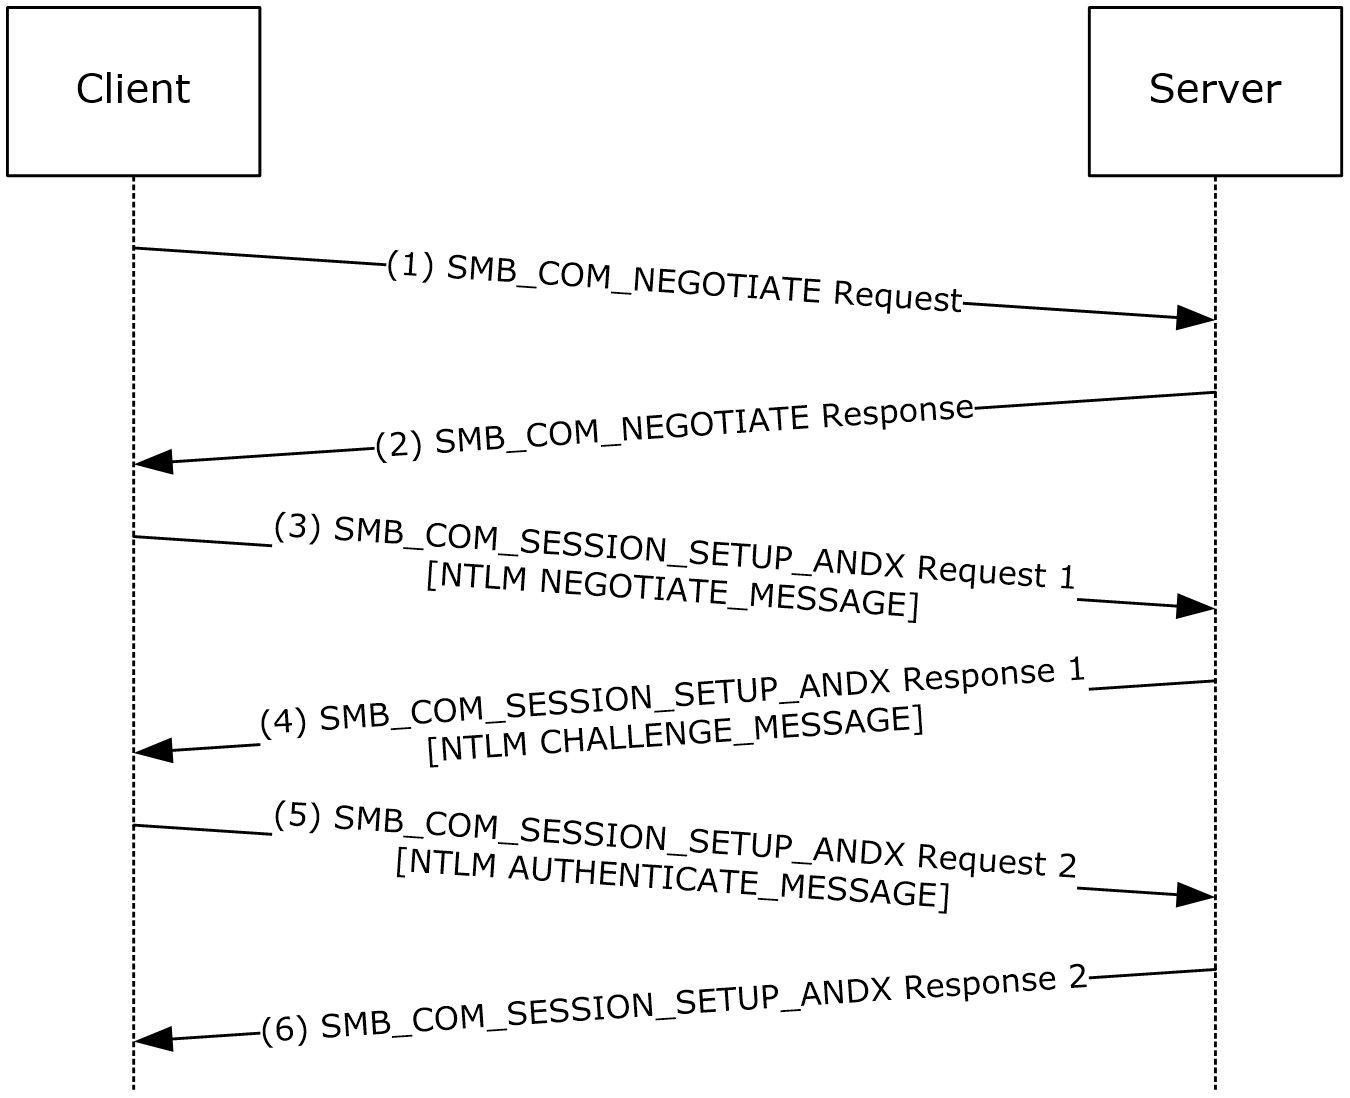 Client
Server
(1) SMB_COM_NEGOTIATE Request
(2) SMB_COM_NEGOTIATE Response
(3) SMB_COM_SESSION_SETUP_ANDX Request 1
[NTLM NEGOTIATE_MESSAGE]
(4) SMB_COM_SESSION_SETUP_ANDX Response 1
[NTLM CHALLENGE_MESSAGE]
(5) SMB_COM_SESSION_SETUP_ANDX Request 2
[NTLM AUTHENTICATE_MESSAGE]
(6) SMB_COM_SESSION_SETUP_ANDX Response 2